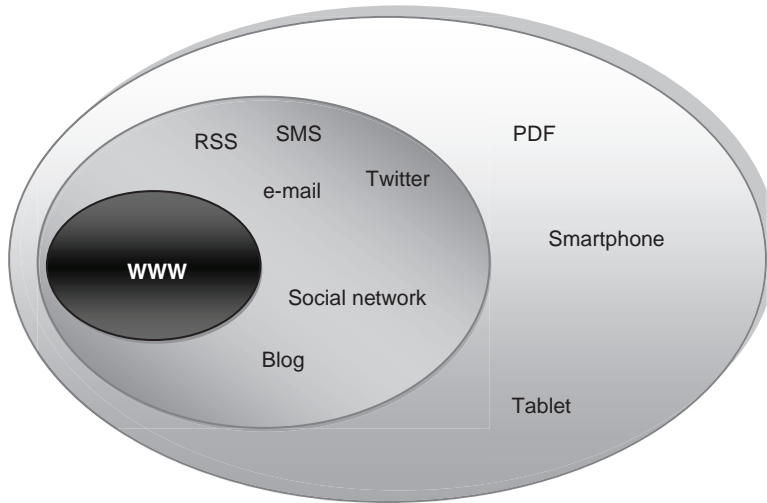 RSS
SMS
PDF
e-mail
Twitter
Smartphone
www
Social network
Blog
Tablet